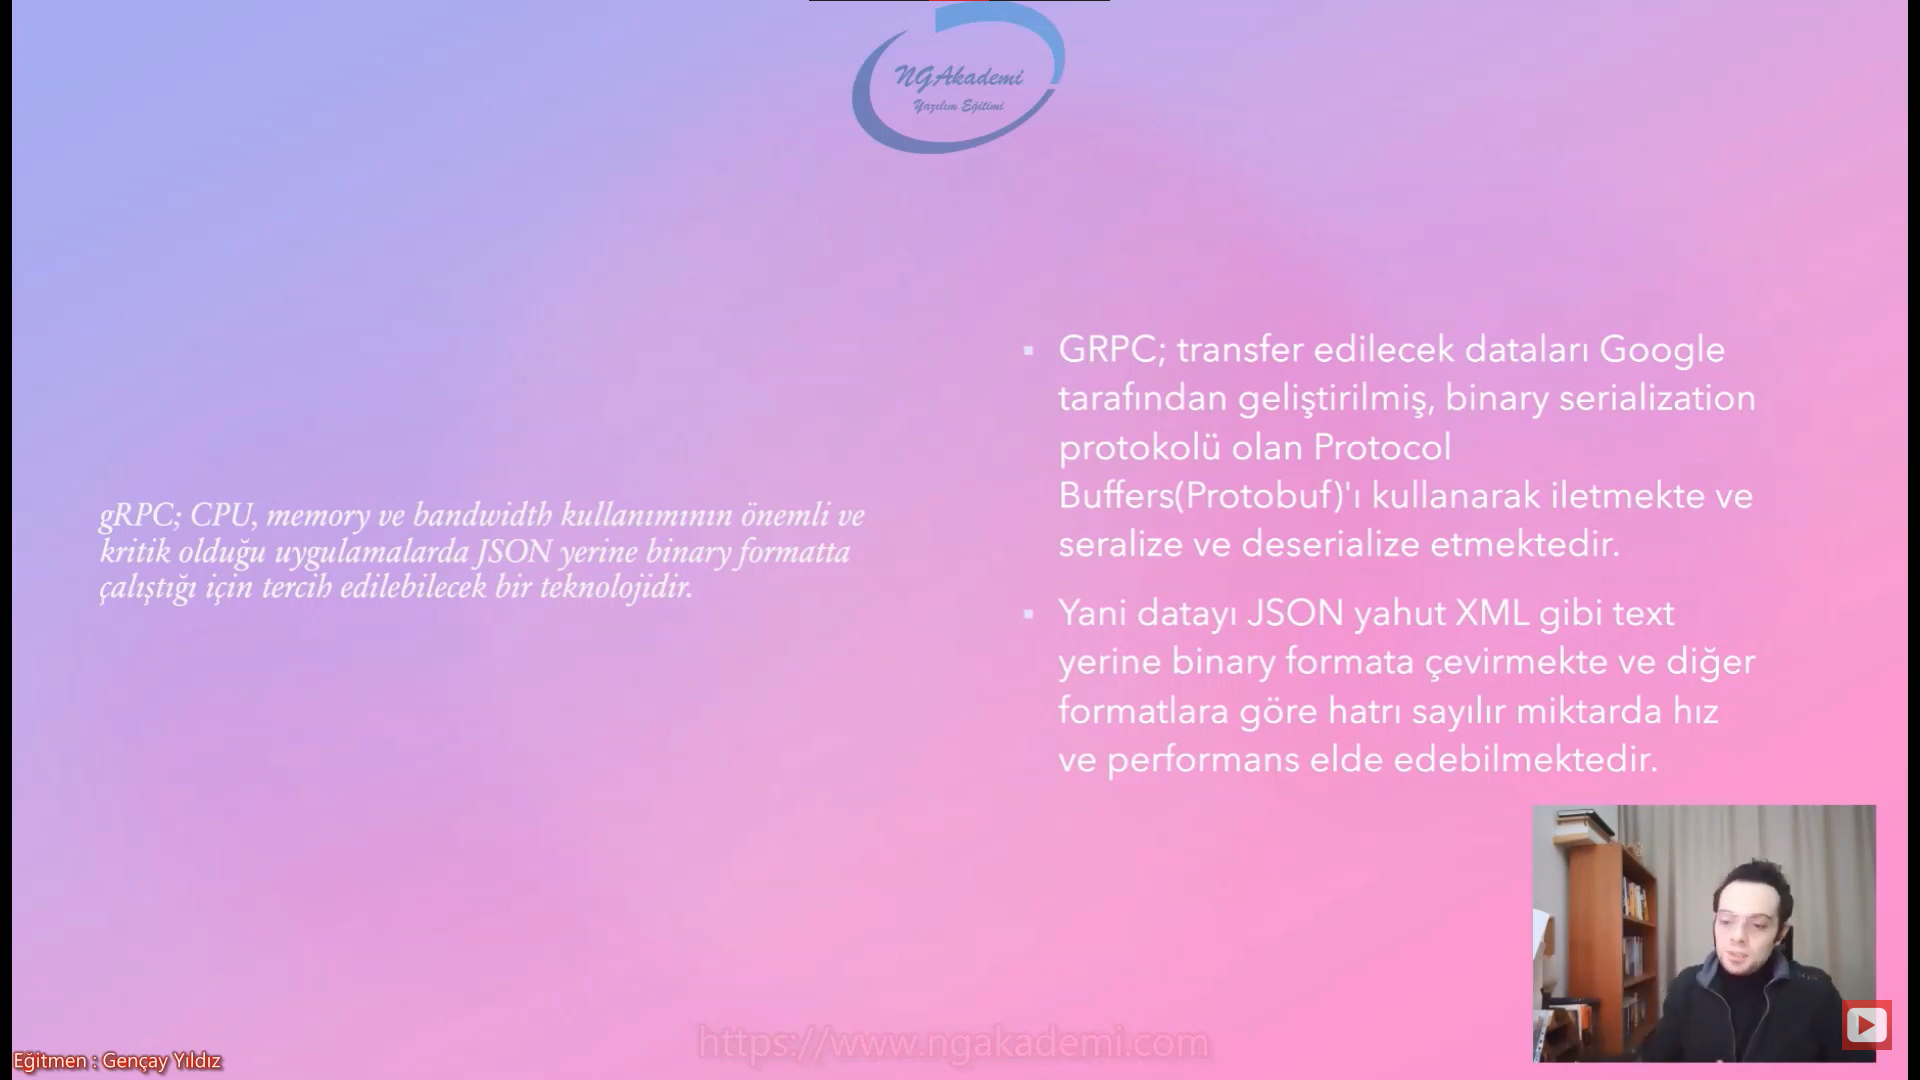 NGAkademi
Yazılım Eğitimi
gRPC; CPU, memory ve bandwidth kullanımının önemli ve
kritik olduğu uygulamalarda JSON yerine binary formatta
çalıştığı için tercih edilebilecek bir teknolojidir.
▪ GRPC; transfer edilecek dataları Google
tarafından geliştirilmiş, binary serialization
protokolü olan Protocol
Buffers(Protobuf)'ı kullanarak iletmekte ve
seralize ve deserialize etmektedir.
▪ Yani datayı JSON yahut XML gibi text
yerine binary formata çevirmekte ve diğer
formatlara göre hatrı sayılır miktarda hız
ve performans elde edebilmektedir.
https://www.ngakademi.com
Eğitmen : Gençay Yıldız